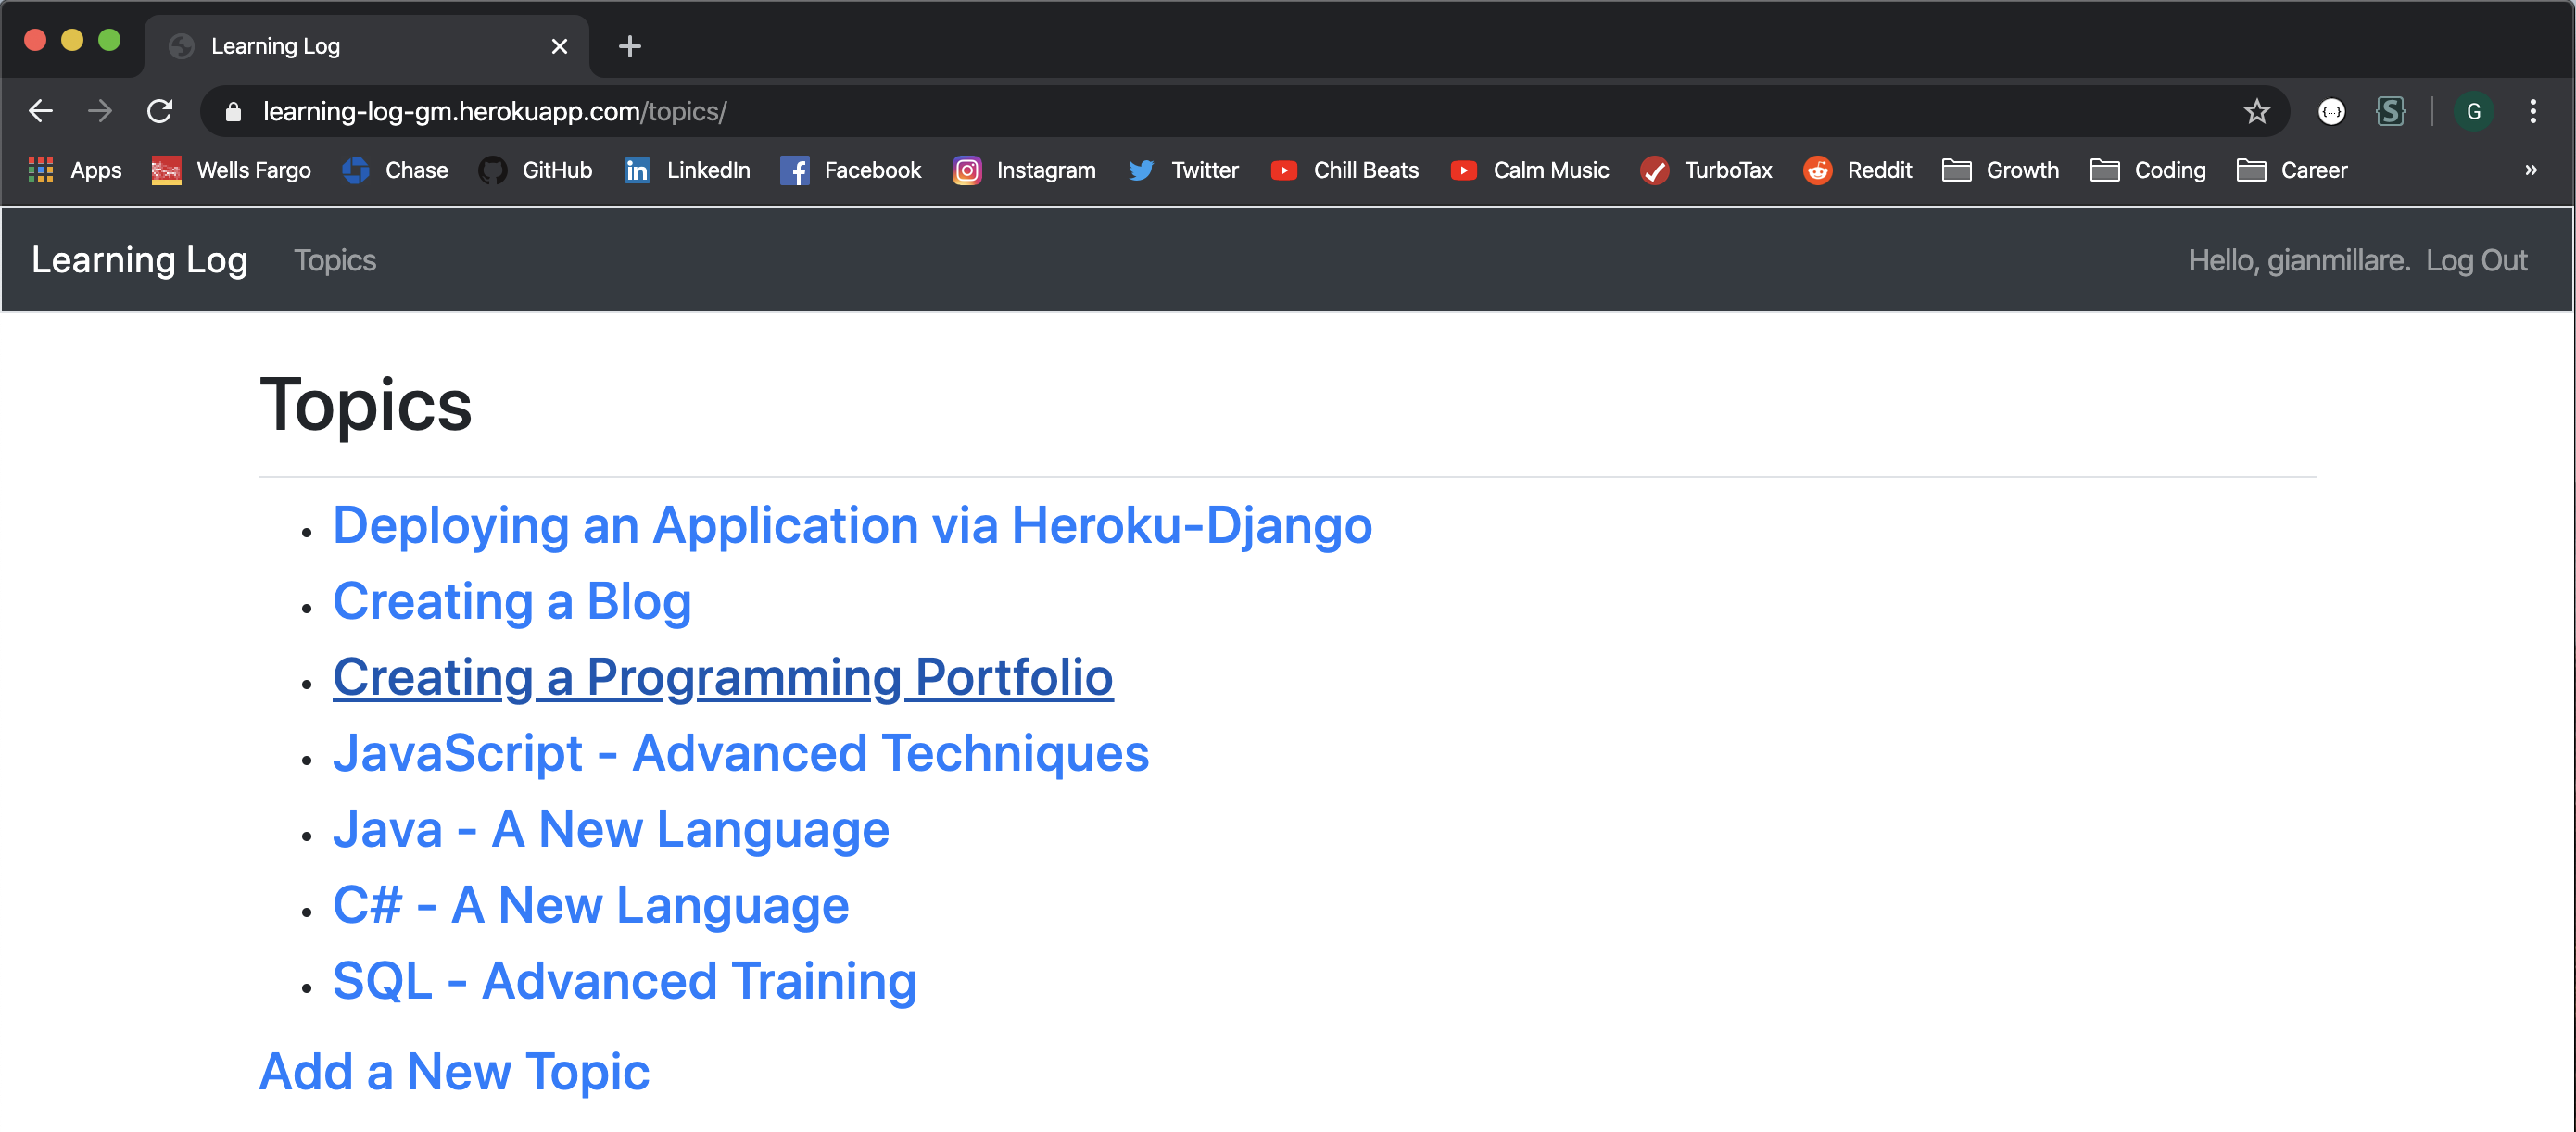 Learning Log
learning-log-gm.herokuapp.com/topics/
G
Apps Wells Fargo Chase GitHub LinkedIn Facebook Instagram Twitter Chill Beats Calm Music TurboTax Reddit Growth Coding Career »
Learning Log Topics Hello, gianmillare. Log Out
Topics
Deploying an Application via Heroku-Django
Creating a Blog
Creating a Programming Portfolio
JavaScript - Advanced Techniques
Java - A New Language
C# - A New Language
SQL - Advanced Training
Add a New Topic